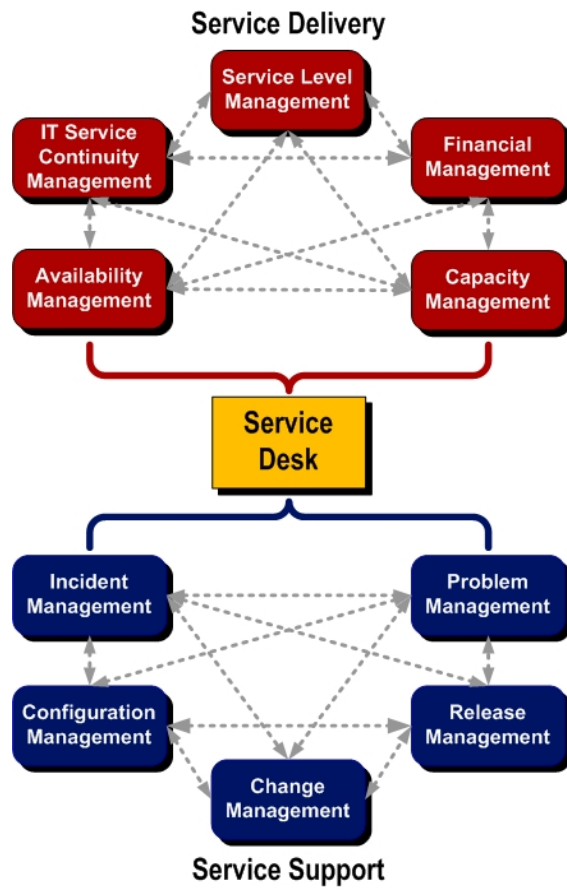 Service Delivery
Service Level
Management
IT Service
Continuity
Management
Financial
Management
Availability
Management
Capacity
Management
Service
Desk
Incident
Management
Problem
Management
Configuration
Management
Release
Management
Change
Management
Service Support